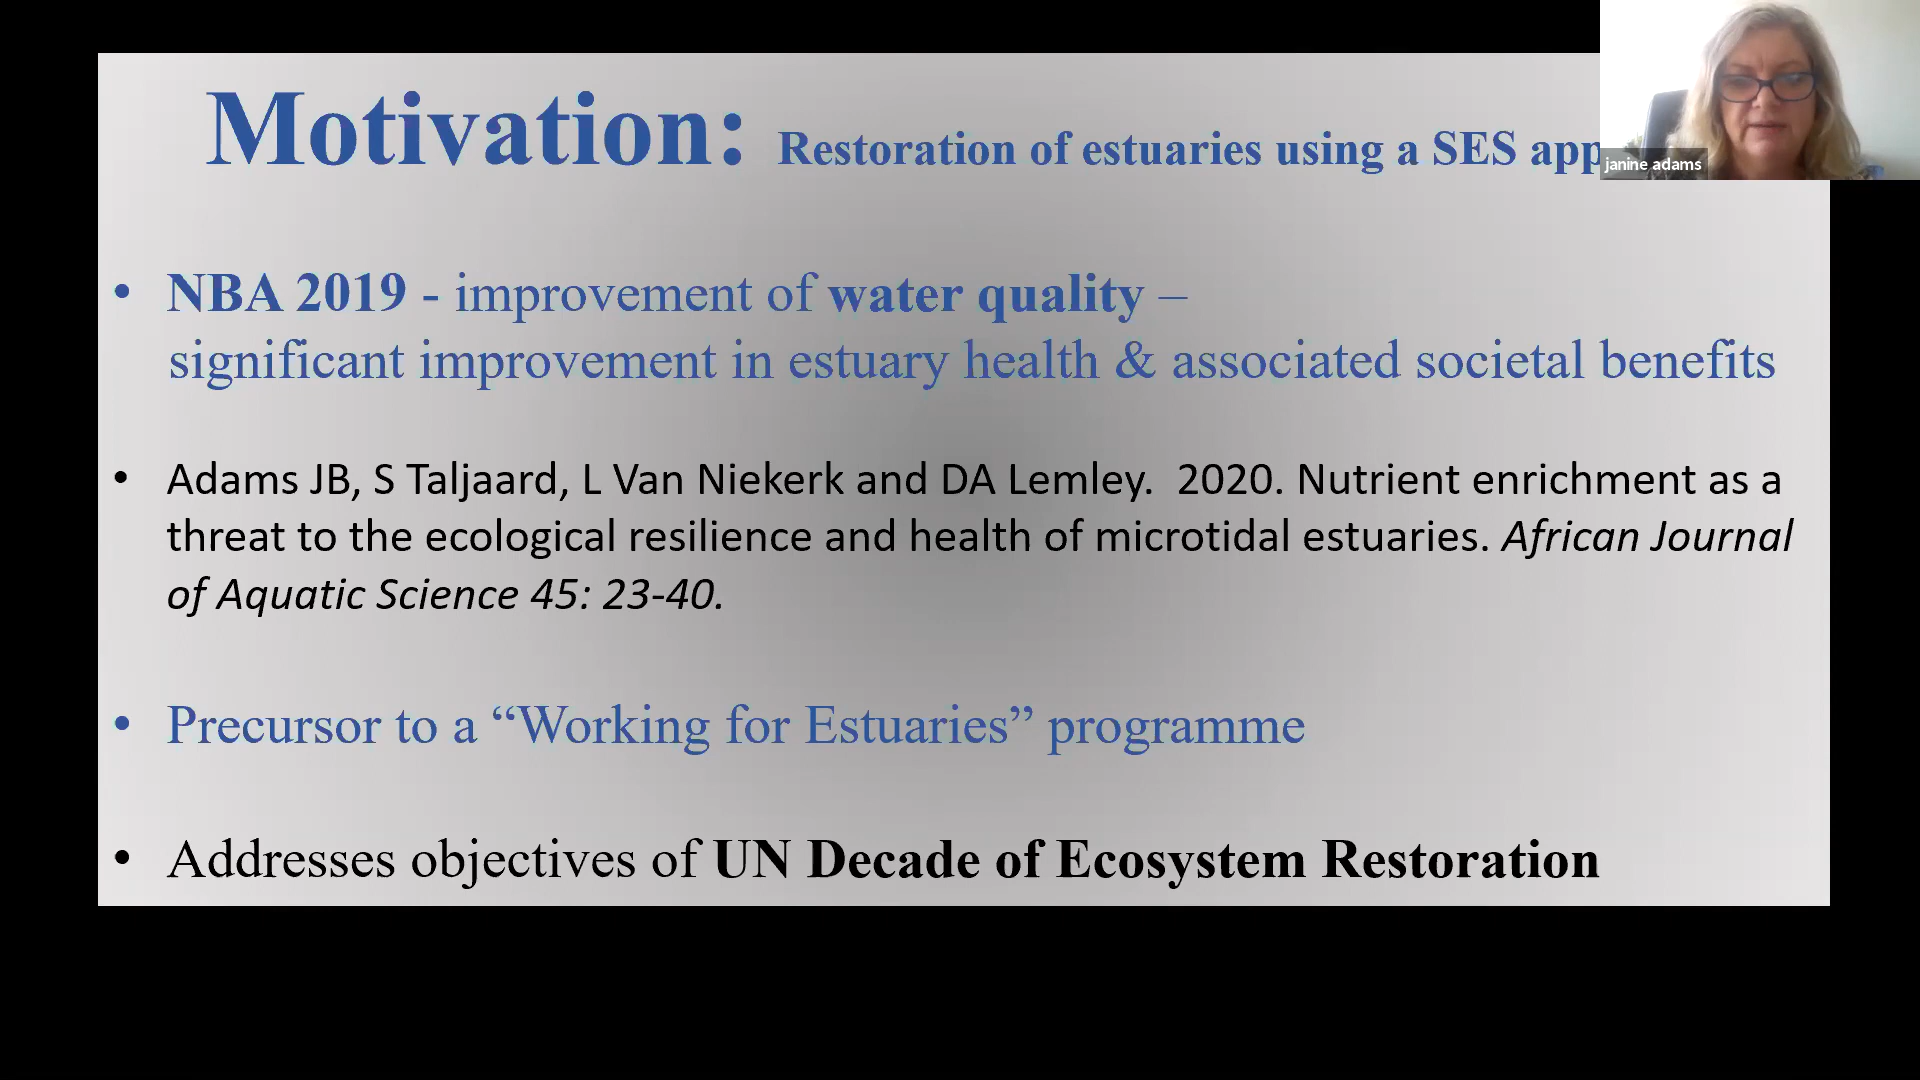 Motivation: Restoration of estuaries using a SES app
janine adams
• NBA 2019 - improvement of water quality –
significant improvement in estuary health & associated societal benefits
• Adams JB, S Taljaard, L Van Niekerk and DA Lemley. 2020. Nutrient enrichment as a
threat to the ecological resilience and health of microtidal estuaries. African Journal
of Aquatic Science 45: 23-40.
• Precursor to a “Working for Estuaries” programme
• Addresses objectives of UN Decade of Ecosystem Restoration